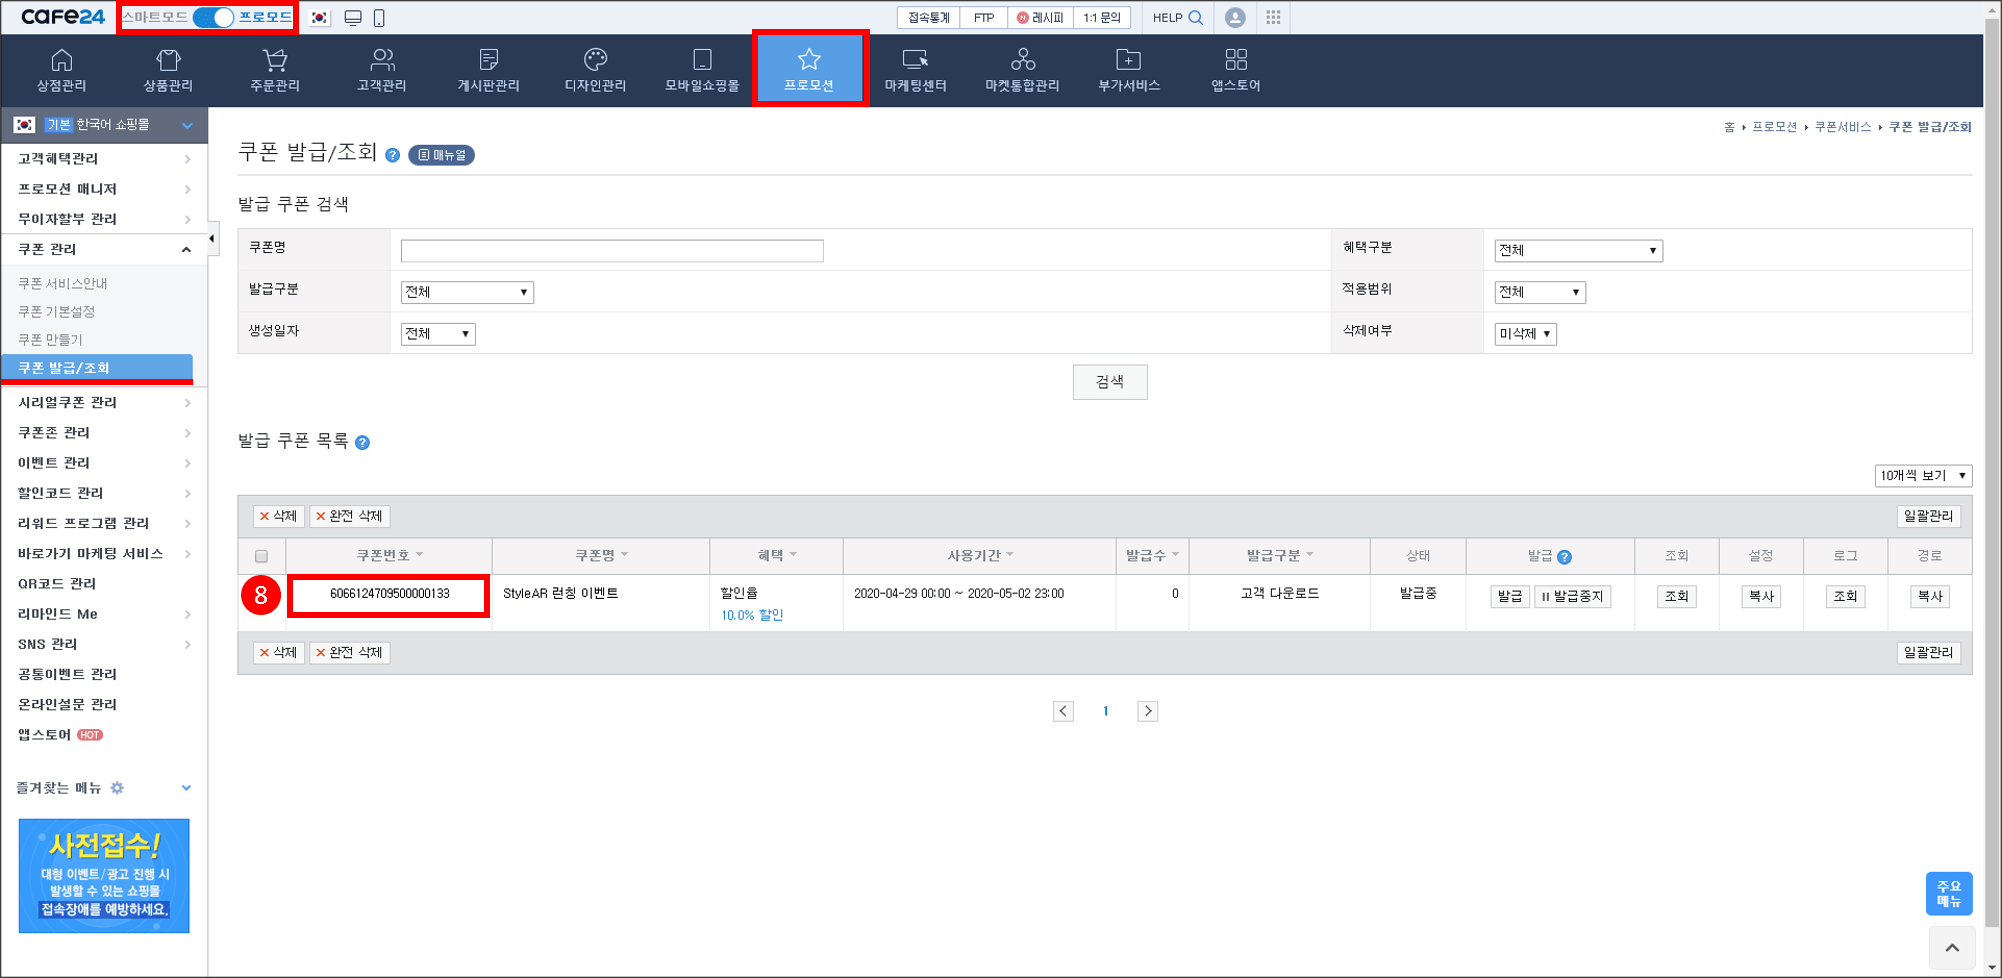 cafe24 스마트모드 프로모드 접속통계 FTP N 레시피 1:1 문의 HELP
상점관리 상품관리 주문관리 고객관리 게시판관리 디자인관리 모바일쇼핑몰 프로모션 마케팅센터 마켓통합관리 부가서비스 앱스토어
기본 한국어 쇼핑몰
고객혜택관리
프로모션 매니저
무이자할부 관리
쿠폰 관리
쿠폰 서비스안내
쿠폰 기본설정
쿠폰 만들기
쿠폰 발급/조회
시리얼쿠폰 관리
쿠폰존 관리
이벤트 관리
할인코드 관리
리워드 프로그램 관리
바로가기 마케팅 서비스
QR코드 관리
리마인드 Me
SNS 관리
공통이벤트 관리
온라인설문 관리
앱스토어 HOT
즐겨찾는 메뉴
사전접수!
대형 이벤트/광고 진행 시
발생할 수 있는 쇼핑몰
접속장애를 예방하세요.
홈 프로모션 쿠폰서비스 쿠폰 발급/조회
쿠폰 발급/조회 ? 매뉴얼
발급 쿠폰 검색
쿠폰명 혜택구분 전체
발급구분 전체 적용범위 전체
생성일자 전체 삭제여부 미삭제
검색
발급 쿠폰 목록 ?
10개씩 보기
삭제 완전 삭제 일괄관리
쿠폰번호 쿠폰명 혜택 사용기간 발급수 발급구분 상태 발급 ? 조회 설정 로그 경로
8 6066124709500000133 StyleAR 런칭 이벤트 할인율 2020-04-29 00:00 ~ 2020-05-02 23:00 0 고객 다운로드 발급중 발급 발급중지 조회 복사 조회 복사
10.0% 할인
삭제 완전 삭제 일괄관리
1
주요
메뉴